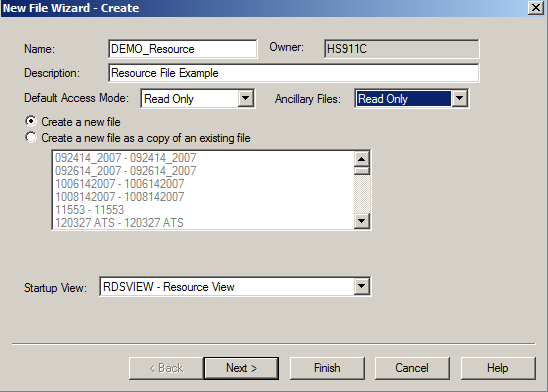 New File Wizard - Create
Name: DEMO_Resource Owner: HS911C
Description: Resource File Example
Default Access Mode: Read Only Ancillary Files: Read Only
Create a new file
Create a new file as a copy of an existing file
092414_2007 - 092414_2007
092614_2007 - 092614_2007
1006142007 - 1006142007
1008142007 - 1008142007
11553 - 11553
120327 ATS - 120327 ATS
Startup View: RDSVIEW - Resource View
< Back Next > Finish Cancel Help